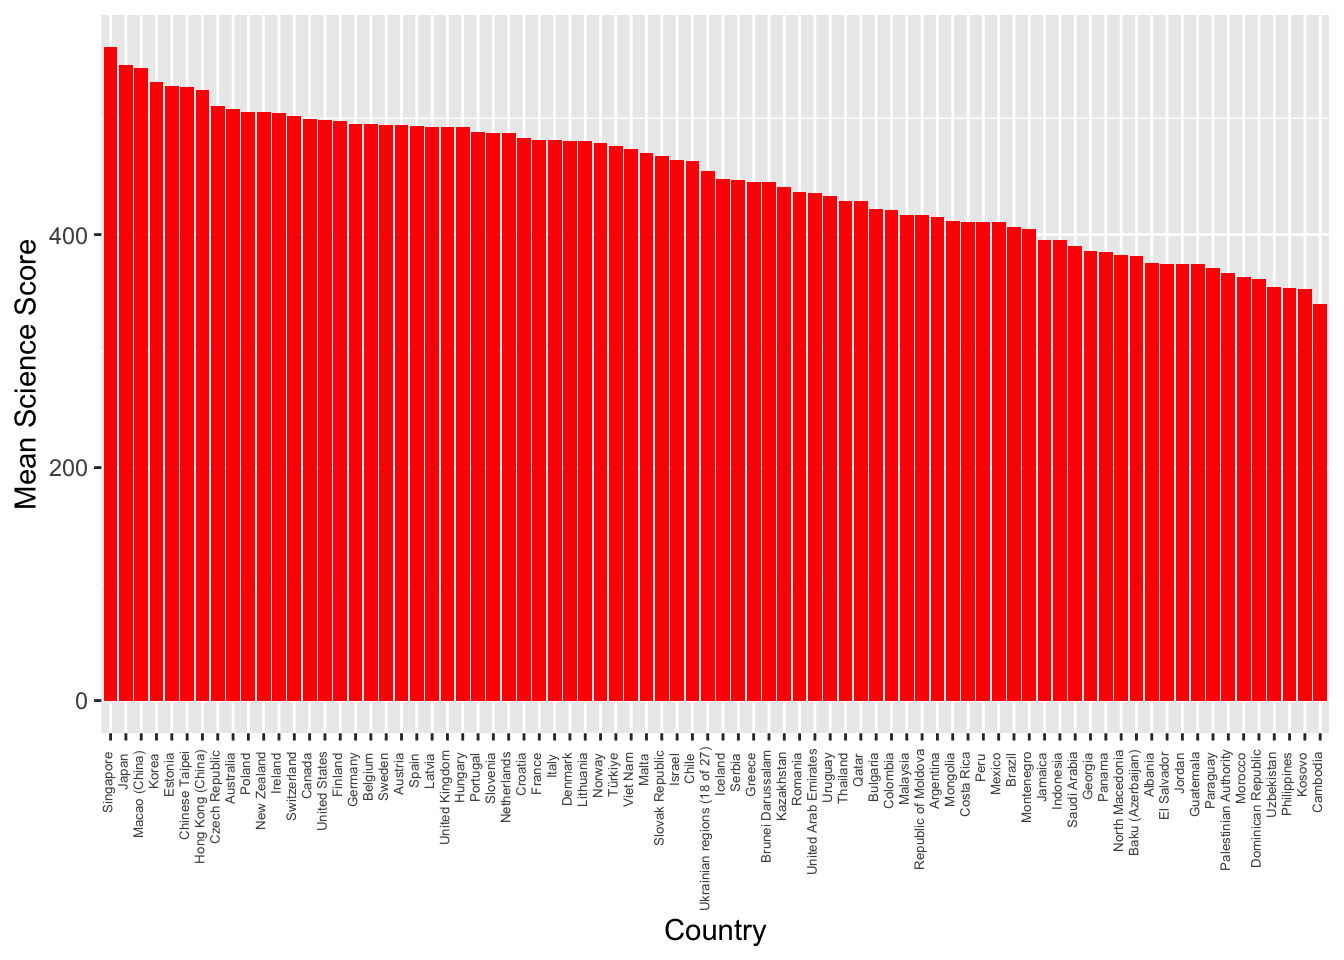 Mean Science Score
400
200
0
Singapore
Japan
Macao (China)
Korea
Estonia
Chinese Taipei
Hong Kong (China)
Czech Republic
Australia
Poland
New Zealand
Ireland
Switzerland
Canada
United States
Finland
Germany
Belgium
Sweden
Austria
Spain
Latvia
United Kingdom
Hungary
Portugal
Slovenia
Netherlands
Croatia
France
Italy
Denmark
Lithuania
Norway
Türkiye
Viet Nam
Malta
Slovak Republic
Israel
Chile
Ukrainian regions (18 of 27)
Iceland
Serbia
Greece
Brunei Darussalam
Kazakhstan
Romania
United Arab Emirates
Uruguay
Thailand
Qatar
Bulgaria
Colombia
Malaysia
Republic of Moldova
Argentina
Mongolia
Costa Rica
Peru
Mexico
Brazil
Montenegro
Jamaica
Indonesia
Saudi Arabia
Georgia
Panama
North Macedonia
Baku (Azerbaijan)
Albania
El Salvador
Jordan
Guatemala
Paraguay
Palestinian Authority
Morocco
Dominican Republic
Uzbekistan
Philippines
Kosovo
Cambodia
Country